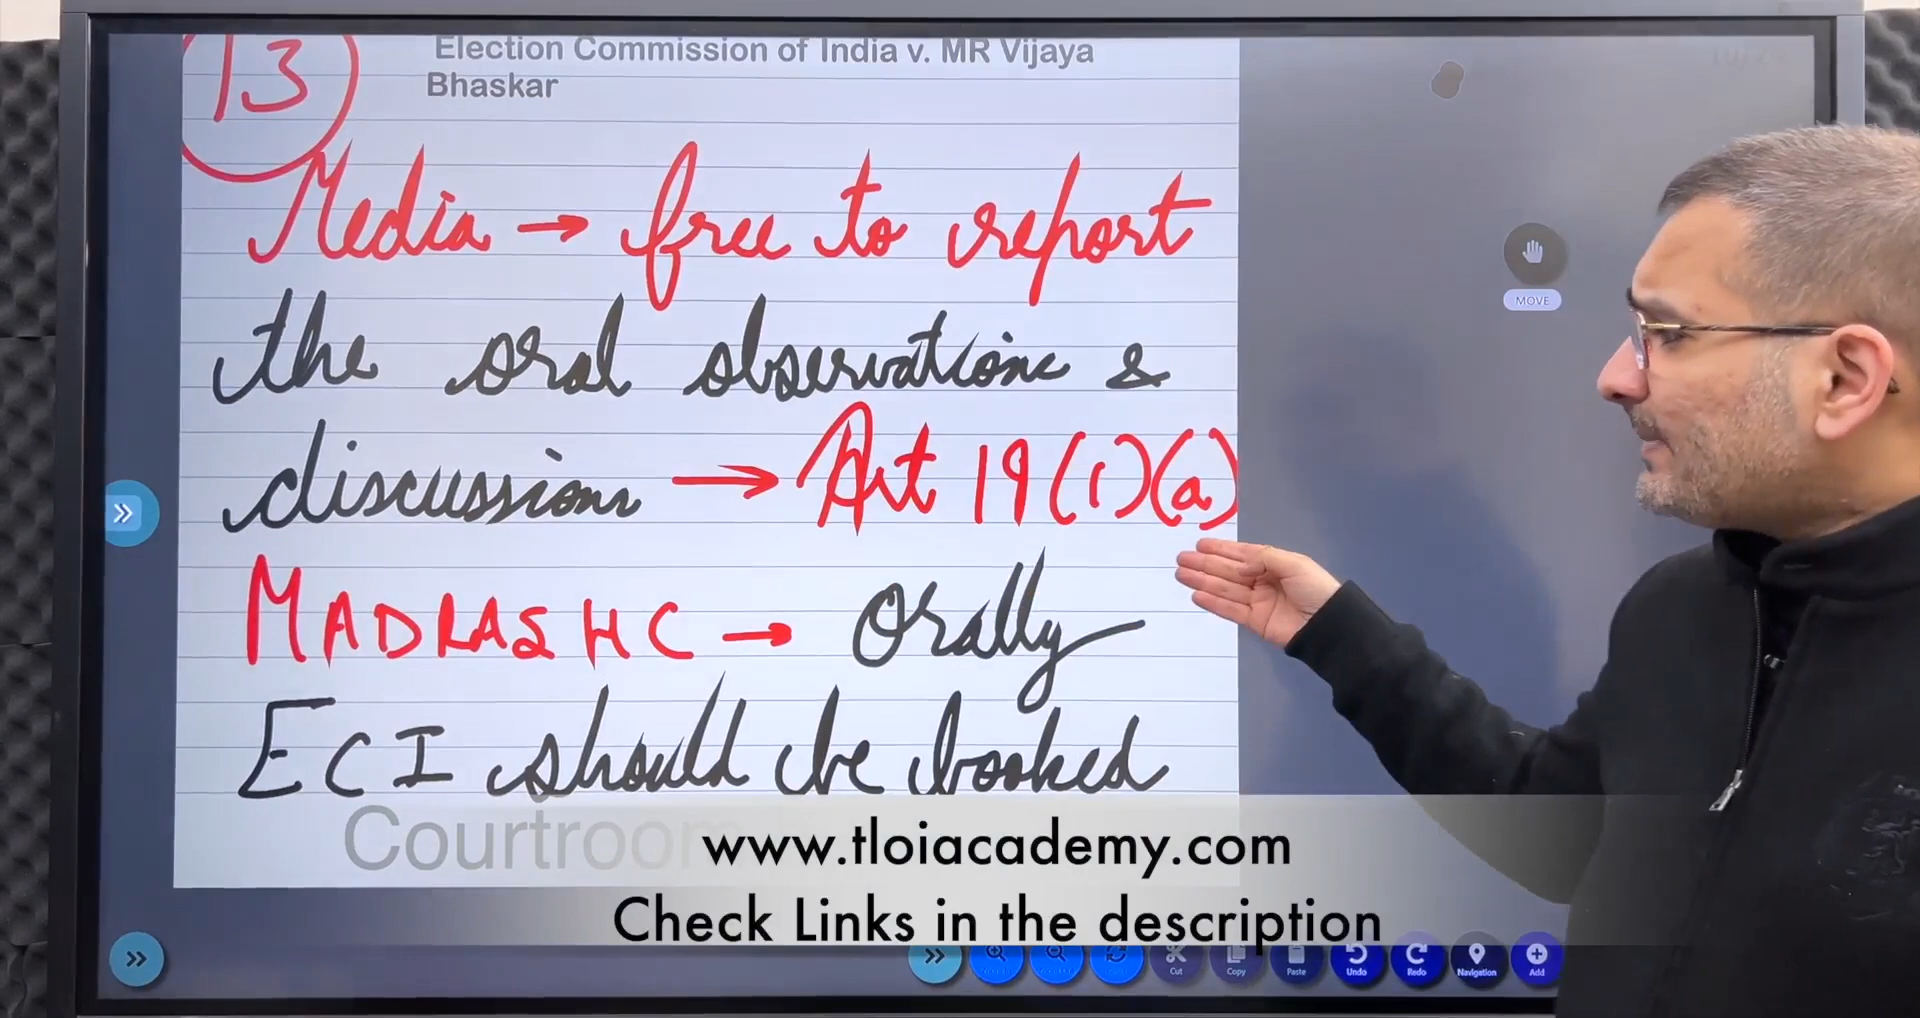 13
Election Commission of India v. MR Vijaya
Bhaskar
Media → free to report
the oral observations &
discussions → Art 19(1)(a)
MADRAS HC → Orally
ECI should be booked
Courtroom
www.tloiacademy.com
Check Links in the description
MOVE
Cut
Copy
Paste
Undo
Redo
Navigation
Add